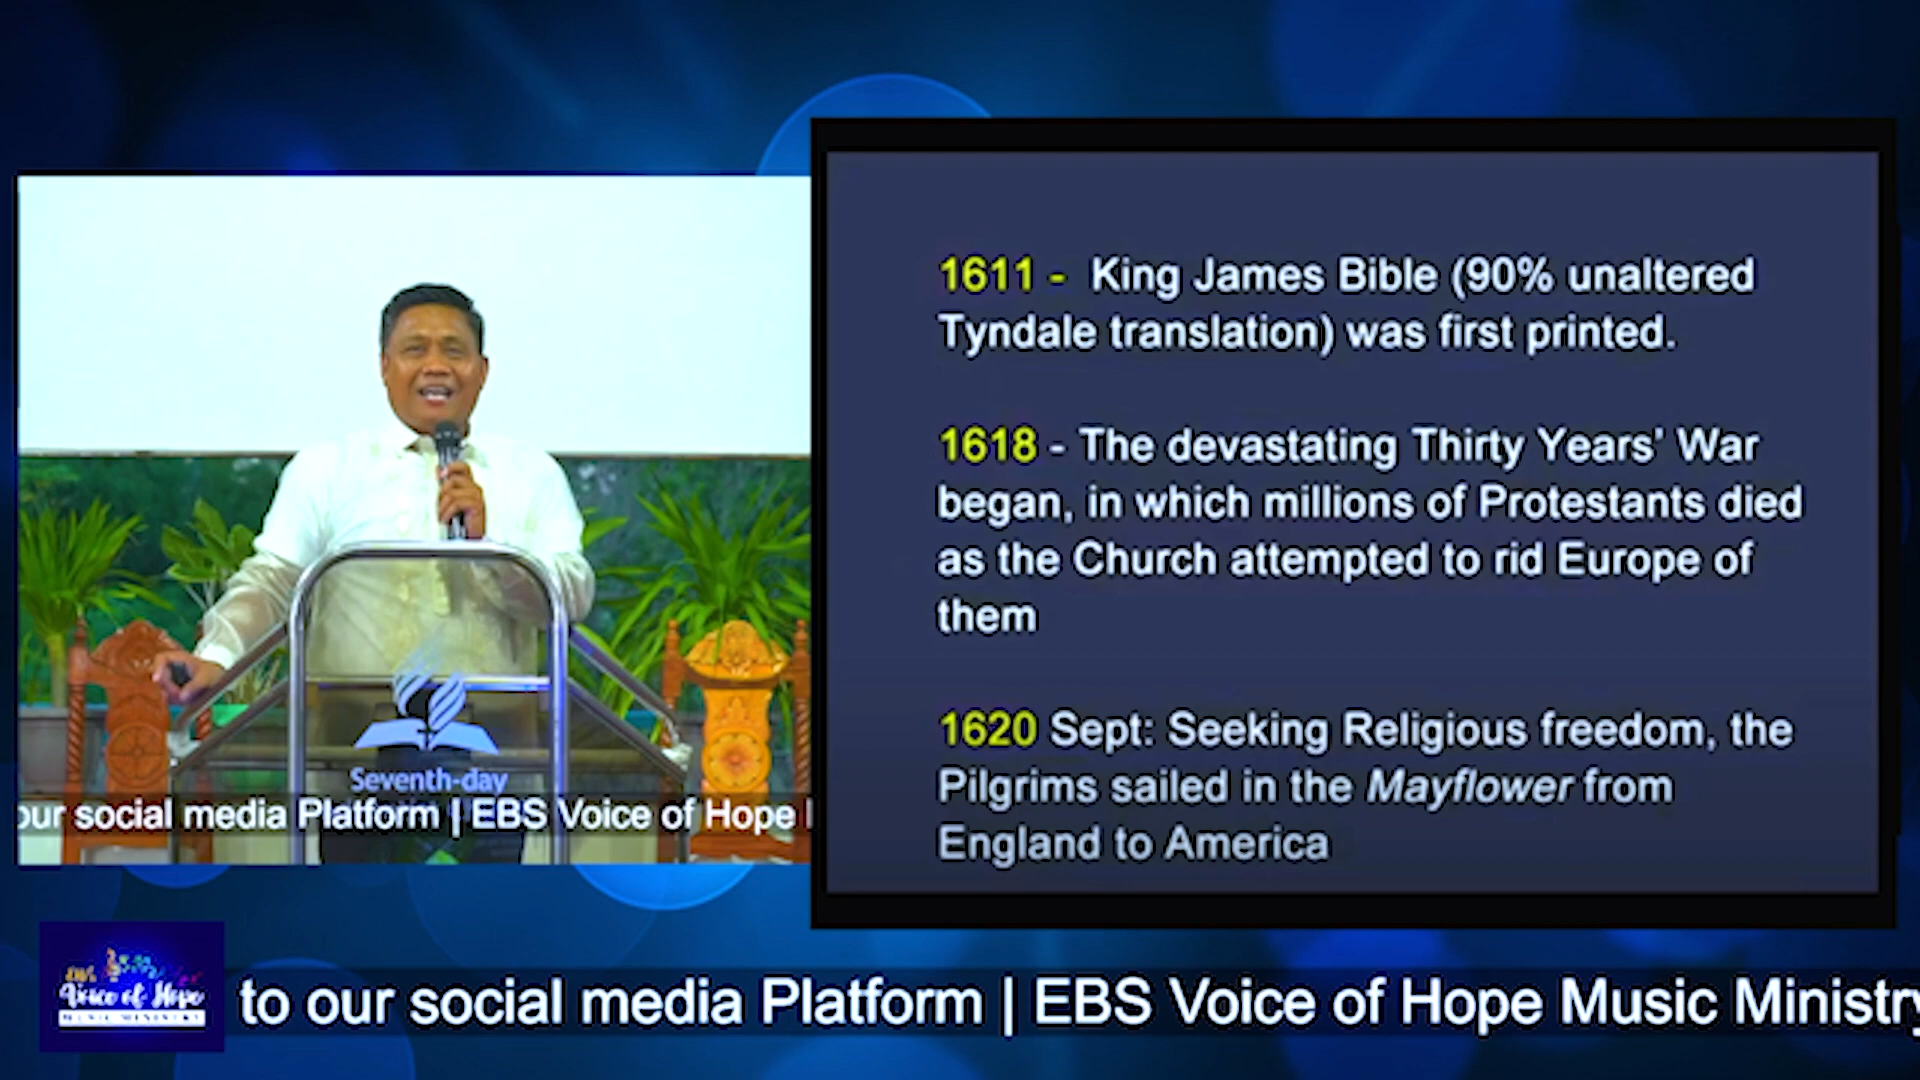 1611 - King James Bible (90% unaltered
Tyndale translation) was first printed.
1618 - The devastating Thirty Years' War
began, in which millions of Protestants died
as the Church attempted to rid Europe of
them
1620 Sept: Seeking Religious freedom, the
Pilgrims sailed in the Mayflower from
England to America
Seventh-day
our social media Platform | EBS Voice of Hope
Voice of Hope
MUSIC MINISTRY
to our social media Platform | EBS Voice of Hope Music Ministry